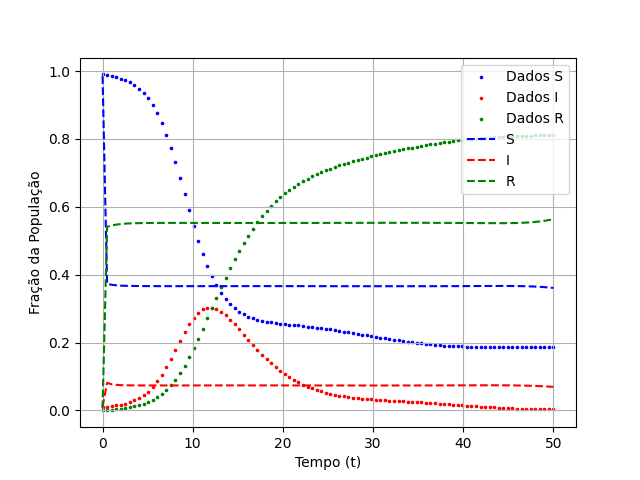 Fração da População
1.0
0.8
0.6
0.4
0.2
0.0
Dados S
Dados I
Dados R
S
I
R
0
10
20
30
40
50
Tempo (t)